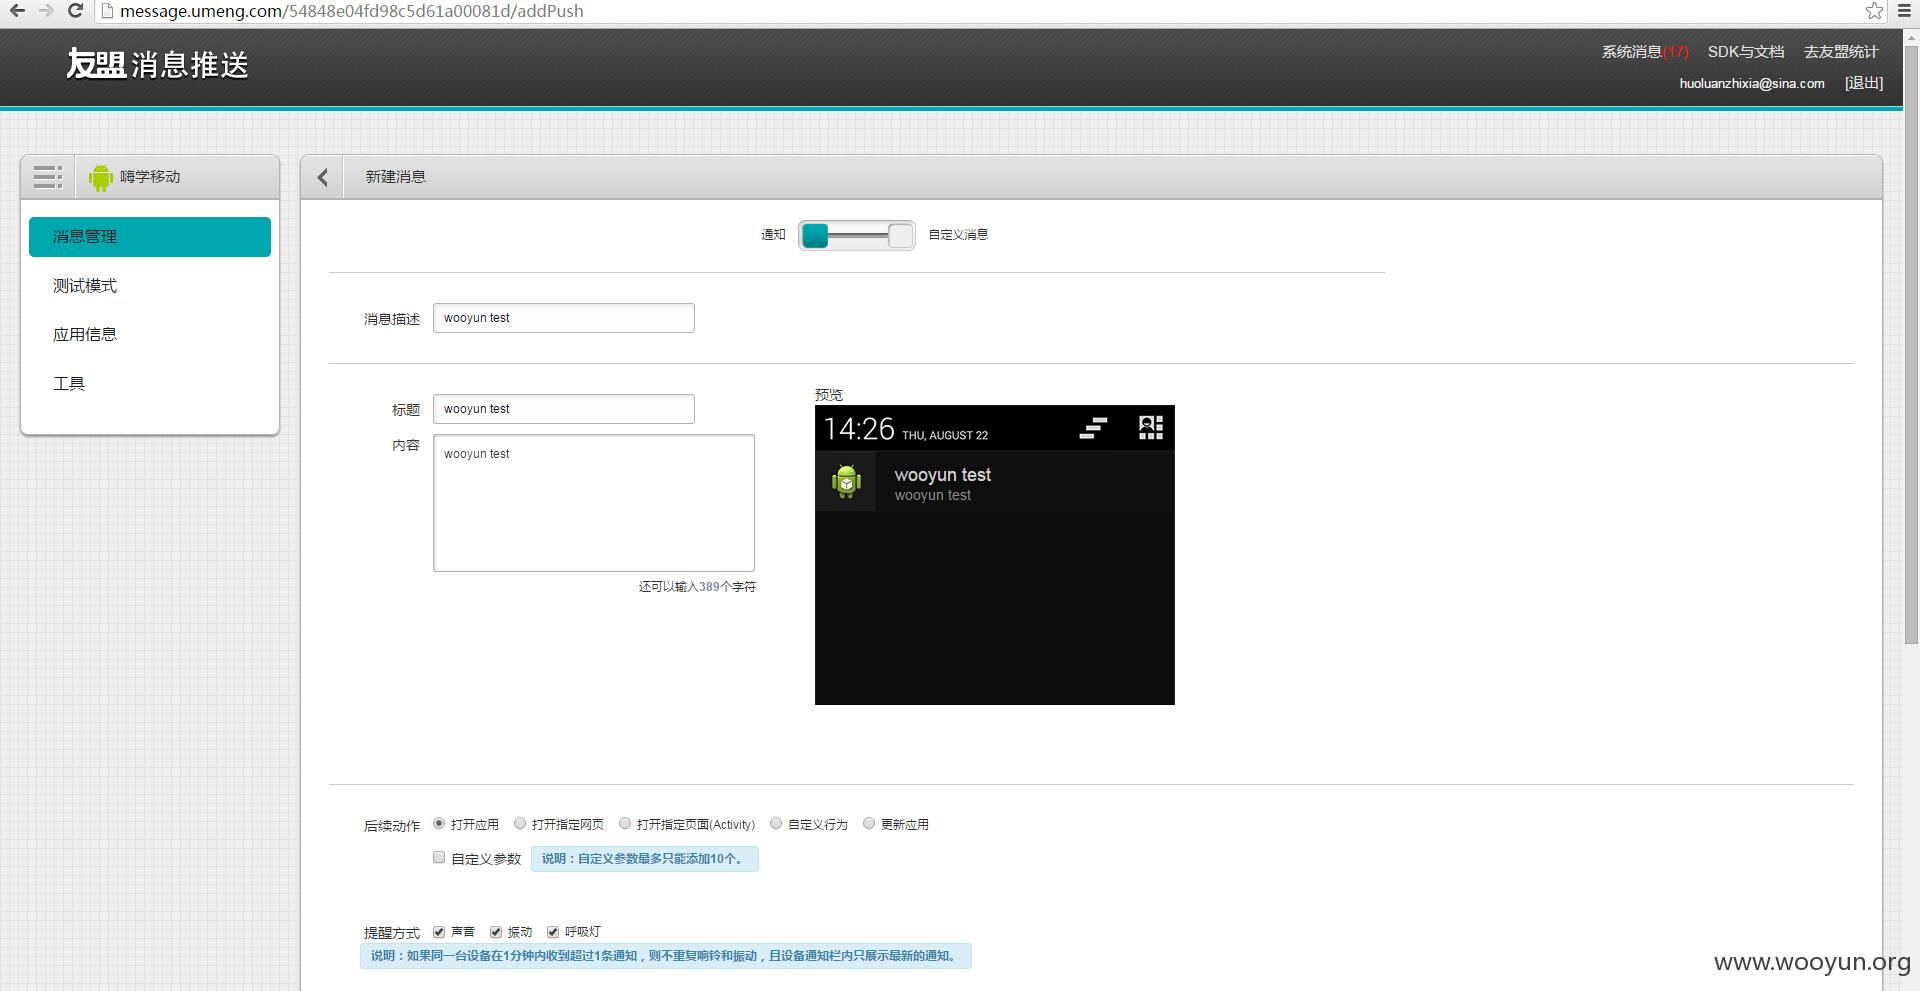 message.umeng.com/54848e04fd98c5d61a00081d/addPush
友盟消息推送
系统消息(17) SDK与文档 去友盟统计
huoluanzhixia@sina.com [退出]
嗨学移动
新建消息
消息管理
测试模式
应用信息
工具
通知 自定义消息
消息描述 wooyun test
标题 wooyun test
内容 wooyun test
还可以输入389个字符
预览
14:26 THU, AUGUST 22
wooyun test
wooyun test
后续动作 打开应用 打开指定网页 打开指定页面(Activity) 自定义行为 更新应用
自定义参数 说明：自定义参数最多只能添加10个。
提醒方式 声音 振动 呼吸灯
说明：如果同一台设备在1分钟内收到超过1条通知，则不重复响铃和振动，且设备通知栏内只展示最新的通知。
www.wooyun.org